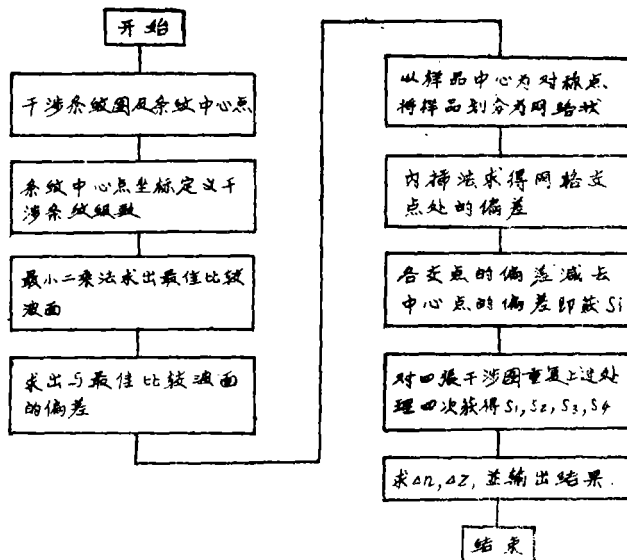 开始
干涉条纹图及条纹中心点
条纹中心点坐标定义干
涉条纹级数
最小二乘法求出最佳比较
波面
求出与最佳比较波面
的偏差
以样品中心为对称点
将样品划分为网络状
内插法求得网络交
点处的偏差
各交点的偏差减去
中心点的偏差即获Si
对四张干涉图重复上过处
理四次获得S1,S2,S3,S4
求Δn,ΔZ,並输出结果.
结束